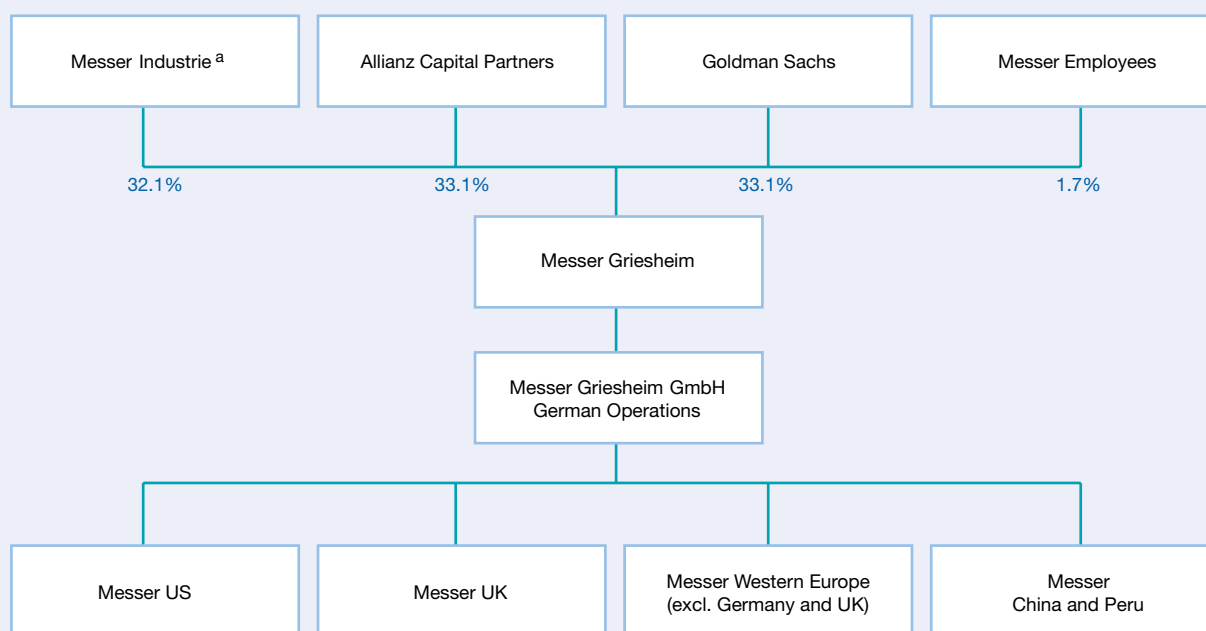 Messer Industrie a
Allianz Capital Partners
Goldman Sachs
Messer Employees
32.1%
33.1%
33.1%
1.7%
Messer Griesheim
Messer Griesheim GmbH
German Operations
Messer US
Messer UK
Messer Western Europe
(excl. Germany and UK)
Messer
China and Peru